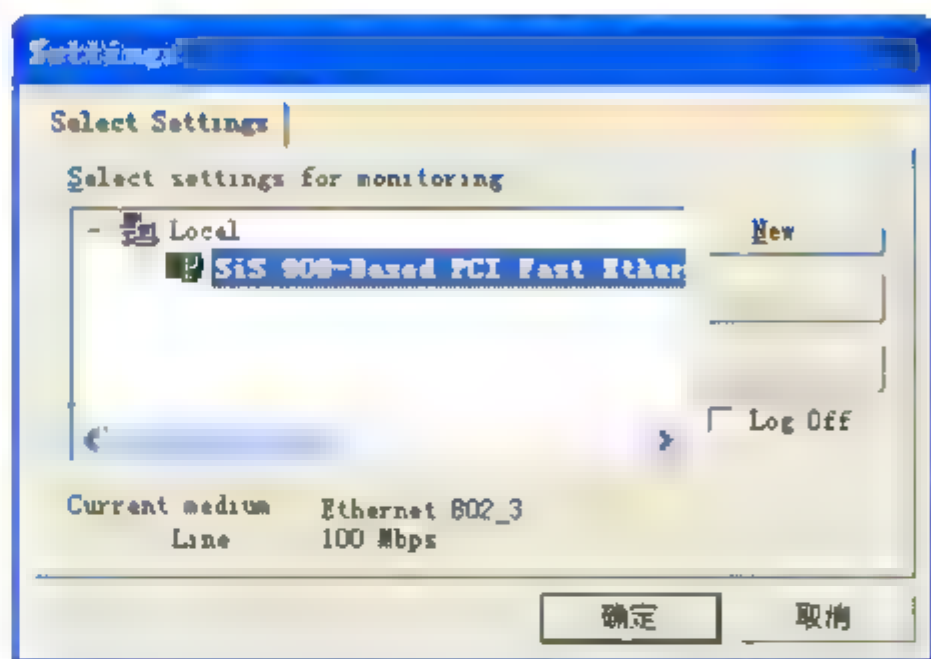 Settings
Select Settings
Select settings for monitoring
- Local
SiS 900-Based PCI Fast Ether
New
Log Off
Current medium Ethernet 802_3
Line 100 Mbps
确定
取消